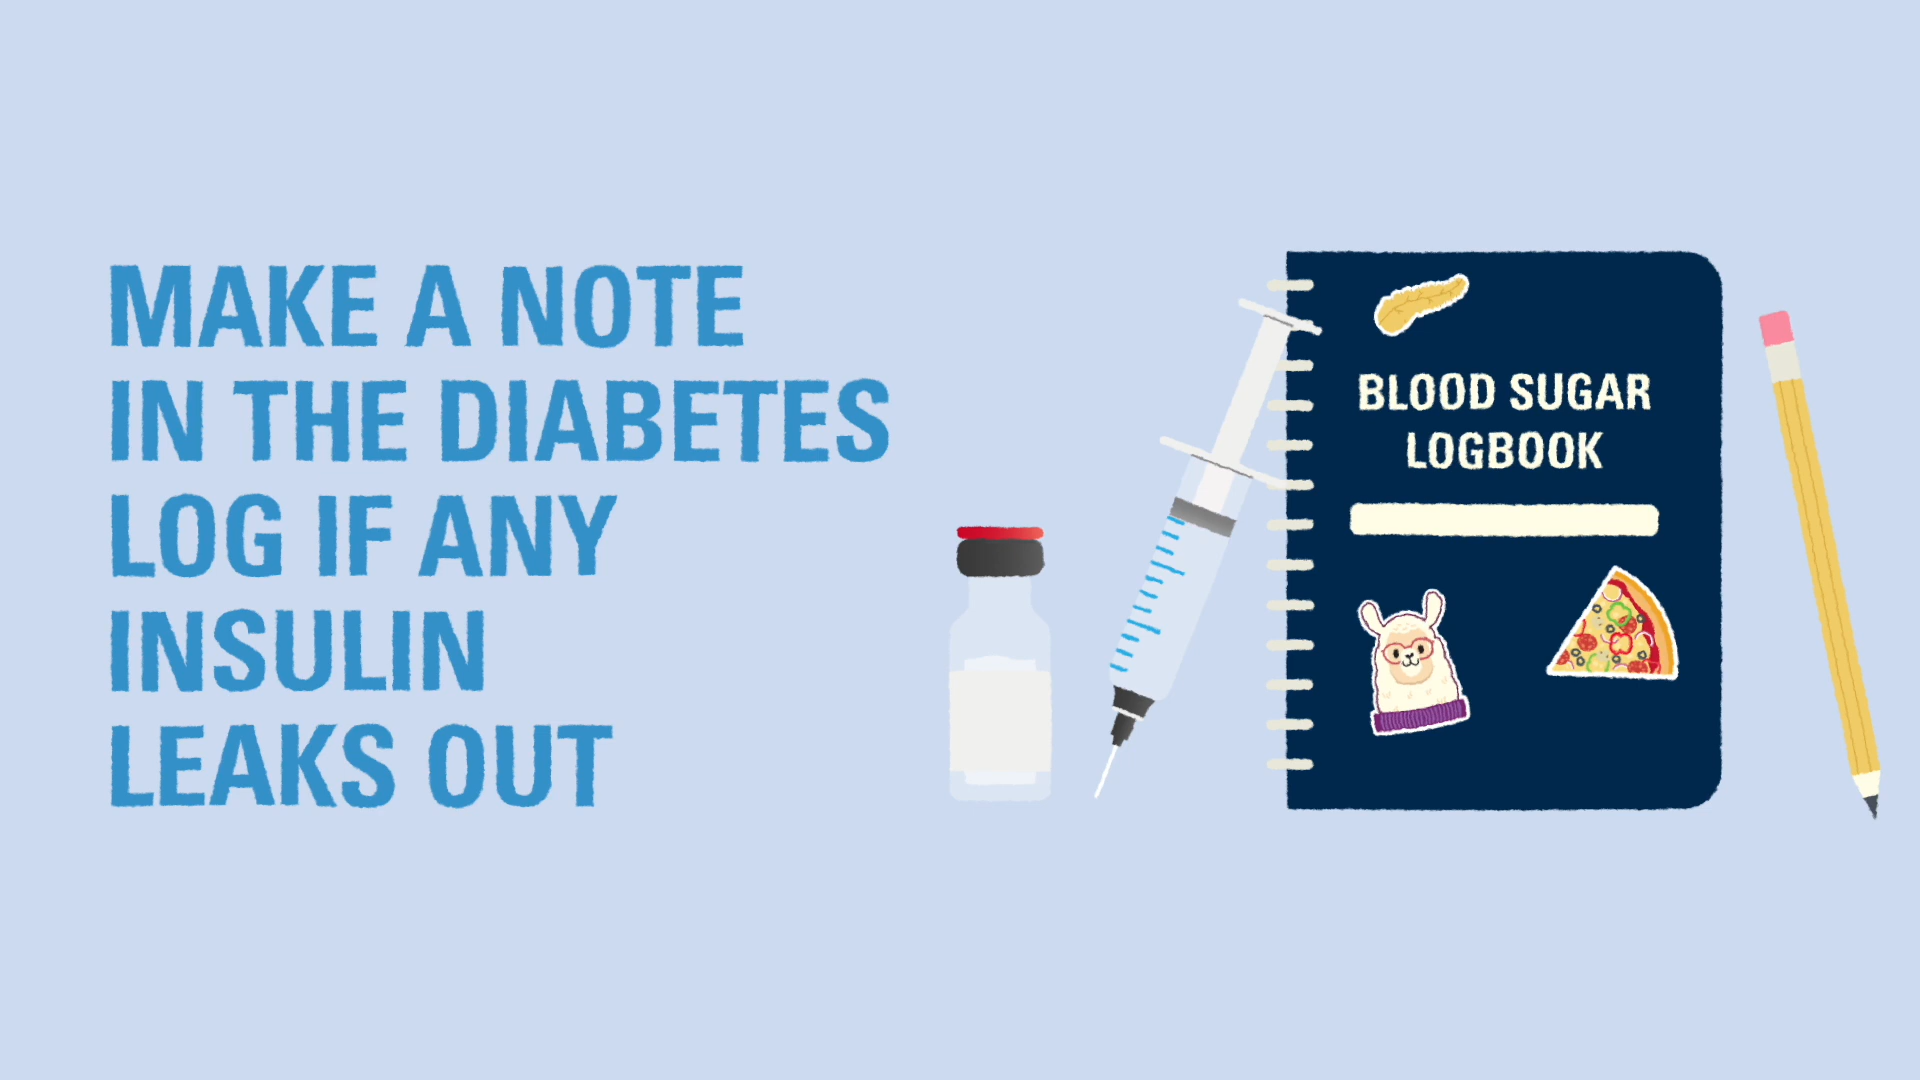 MAKE A NOTE
IN THE DIABETES
LOG IF ANY
INSULIN
LEAKS OUT
BLOOD SUGAR
LOGBOOK